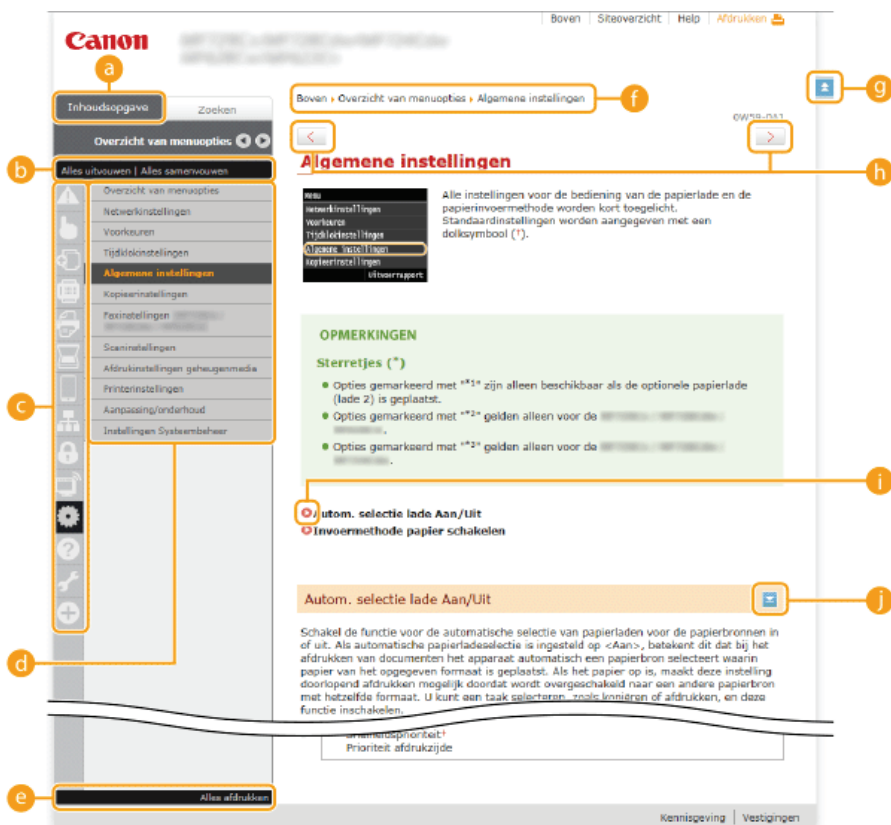 Boven | Siteoverzicht | Help | Afdrukken
Canon
a
Inhoudsopgave
Zoeken
Overzicht van menuopties
b
Alles uitvouwen | Alles samenvouwen
c
Overzicht van menuopties
Netwerkinstellingen
Voorkeuren
Tijdklokinstellingen
Algemene instellingen
Kopieerinstellingen
Faxinstellingen
Scaninstellingen
Afdrukinstellingen geheugenmedia
Printerinstellingen
Aanpassing/onderhoud
Instellingen Systeembeheer
d
e
Alles afdrukken
Boven Overzicht van menuopties Algemene instellingen
f
g
0W59-0A1
< >
h
Algemene instellingen
Menu
Netwerkinstellingen
Voorkeuren
Tijdklokinstellingen
Algemene instellingen
Kopieerinstellingen
Uitvoerrapport
Alle instellingen voor de bediening van de papierlade en de
papierinvoermethode worden kort toegelicht.
Standaardinstellingen worden aangegeven met een
dolksymbool (†).
OPMERKINGEN
Sterretjes (*)
Opties gemarkeerd met "*1" zijn alleen beschikbaar als de optionele papierlade
(lade 2) is geplaatst.
Opties gemarkeerd met "*2" gelden alleen voor de
.
Opties gemarkeerd met "*3" gelden alleen voor de
.
i
Autom. selectie lade Aan/Uit
Invoermethode papier schakelen
Autom. selectie lade Aan/Uit
j
Schakel de functie voor de automatische selectie van papierladen voor de papierbronnen in
of uit. Als automatische papierladeselectie is ingesteld op <Aan>, betekent dit dat bij het
afdrukken van documenten het apparaat automatisch een papierbron selecteert waarin
papier van het opgegeven formaat is geplaatst. Als het papier op is, maakt deze instelling
doorlopend afdrukken mogelijk doordat wordt overgeschakeld naar een andere papierbron
met hetzelfde formaat. U kunt een taak selecteren, zoals kopiëren of afdrukken, en deze
functie inschakelen.
Snelheidsprioriteit†
Prioriteit afdrukzijde
Kennisgeving | Vestigingen